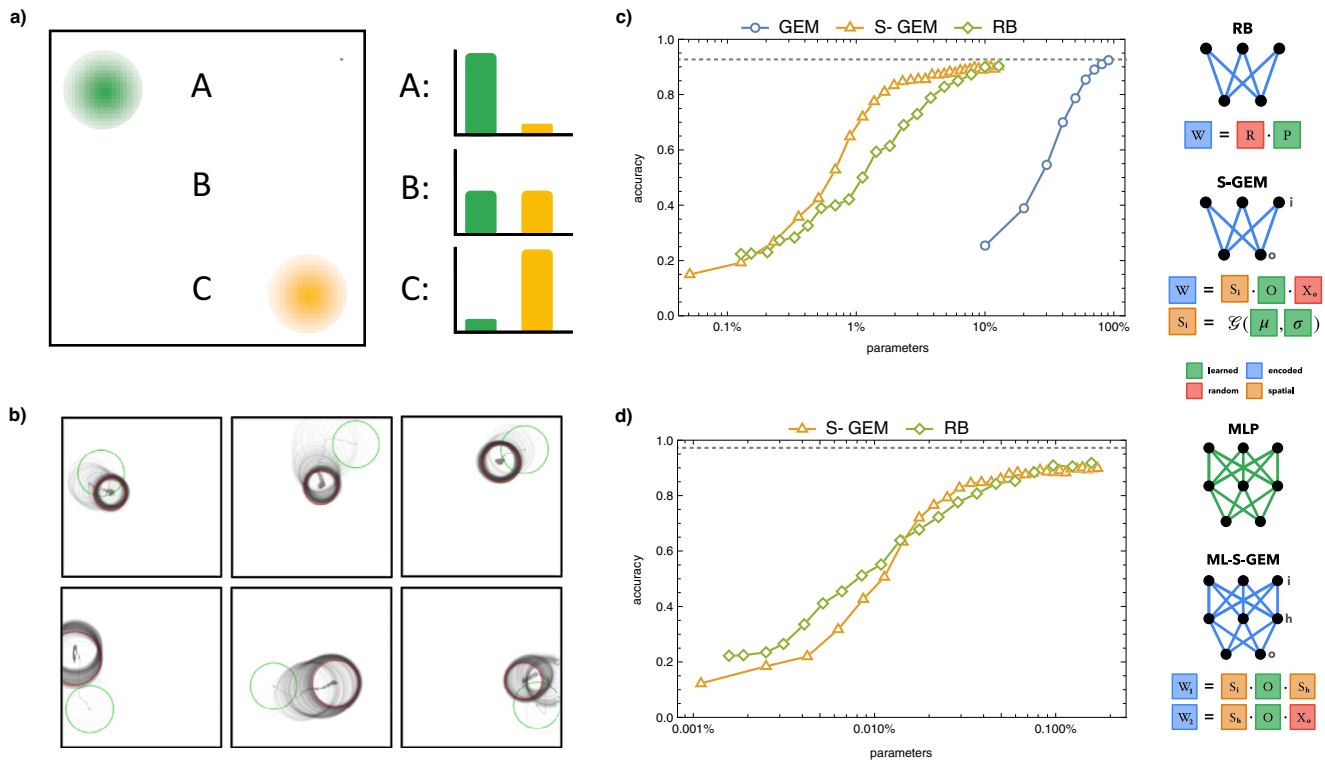 a)
A
B
C
A:
B:
C:
b)
c)
GEM S- GEM RB
1.0
0.8
0.6
0.4
0.2
0.0
accuracy
0.1% 1% 10% 100%
parameters
RB
W = R · P
S-GEM
i
o
W = Si · O · Xo
Si = 𝒢( μ , σ )
learned encoded
random spatial
d)
S- GEM RB
1.0
0.8
0.6
0.4
0.2
0.0
accuracy
0.001% 0.010% 0.100%
parameters
MLP
ML-S-GEM
i
h
o
W1 = Si · O · Sh
W2 = Sh · O · Xo